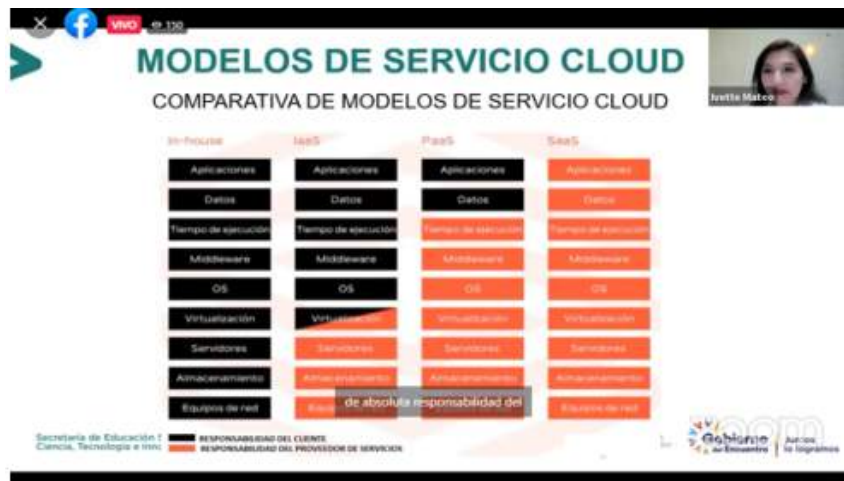 VIVO 150
MODELOS DE SERVICIO CLOUD
COMPARATIVA DE MODELOS DE SERVICIO CLOUD
Ivette Mateo
In-house IaaS PaaS SaaS
Aplicaciones Aplicaciones Aplicaciones Aplicaciones
Datos Datos Datos Datos
Tiempo de ejecución Tiempo de ejecución Tiempo de ejecución Tiempo de ejecución
Middleware Middleware Middleware Middleware
OS OS OS OS
Virtualización Virtualización Virtualización Virtualización
Servidores Servidores Servidores Servidores
Almacenamiento Almacenamiento Almacenamiento Almacenamiento
Equipos de red Equipos de red
de absoluta responsabilidad del
Secretaría de Educación
Ciencia, Tecnología e Inno
RESPONSABILIDAD DEL CLIENTE
RESPONSABILIDAD DEL PROVEEDOR DE SERVICIOS
zoom
Gobierno del Encuentro
Juntos lo logramos